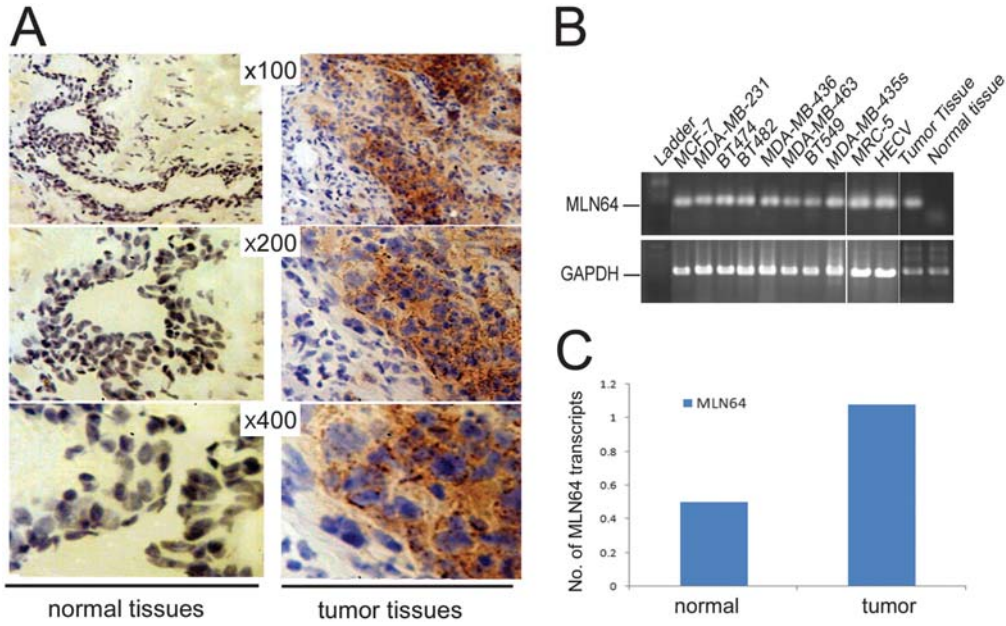 A
x100
x200
x400
normal tissues
tumor tissues
B
Ladder
MCF-7
MDA-MB-231
BT474
BT482
MDA-MB-436
MDA-MB-463
BT549
MDA-MB-435s
MRC-5
HECV
Tumor Tissue
Normal tissue
MLN64
GAPDH
C
No. of MLN64 transcripts
1.2
1
0.8
0.6
0.4
0.2
0
MLN64
normal
tumor